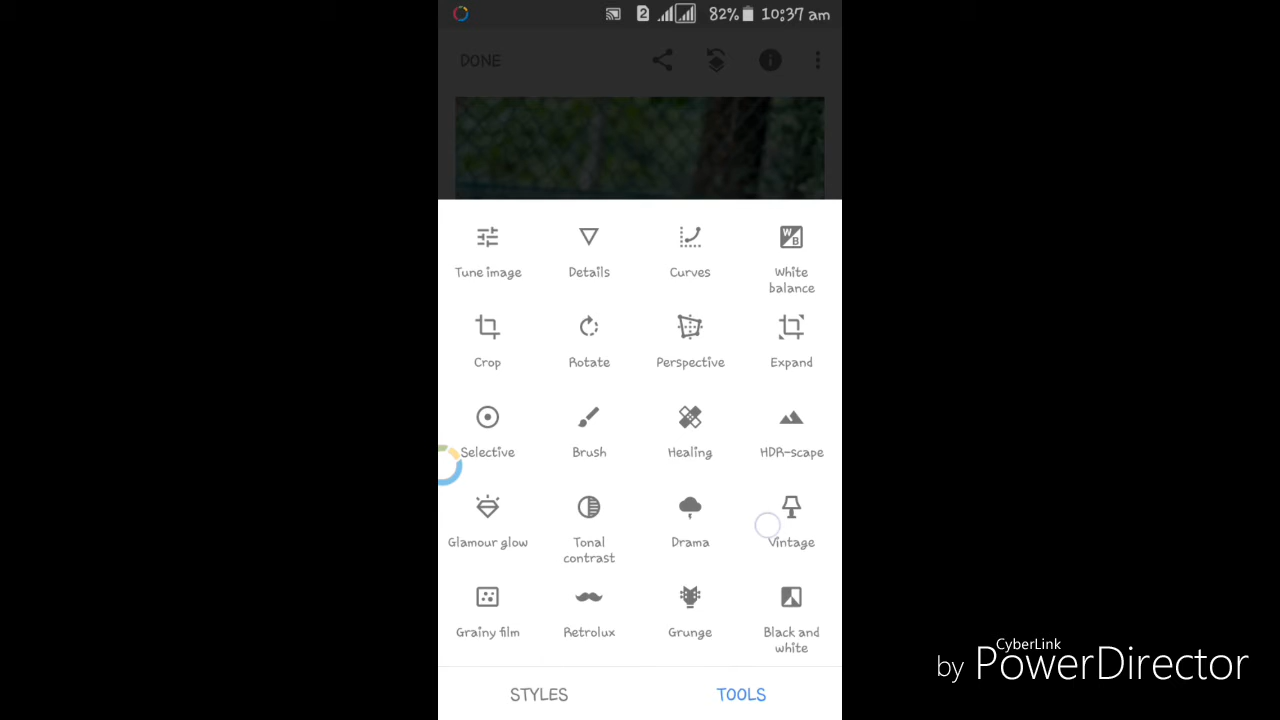 2 82% 10:37 am
DONE
Tune image Details Curves White balance
Crop Rotate Perspective Expand
Selective Brush Healing HDR-scape
Glamour glow Tonal contrast Drama Vintage
Grainy film Retrolux Grunge Black and white
STYLES TOOLS
CyberLink
by PowerDirector